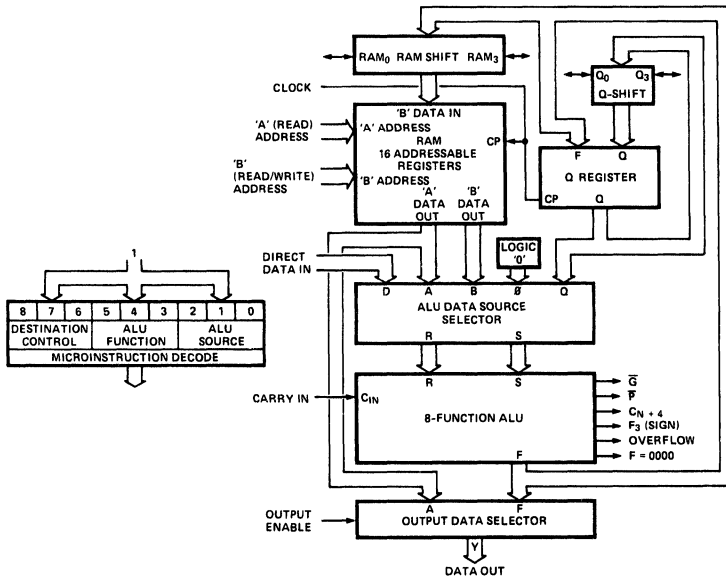 RAM0 RAM SHIFT RAM3
Q0 Q3
Q-SHIFT
CLOCK
'B' DATA IN
'A' (READ)
ADDRESS
'A' ADDRESS
RAM
16 ADDRESSABLE
REGISTERS
CP
'B'
(READ/WRITE)
ADDRESS
'B' ADDRESS
'A'
DATA
OUT
'B'
DATA
OUT
F Q
Q REGISTER
CP Q
LOGIC
'0'
DIRECT
DATA IN
D A B Ø Q
ALU DATA SOURCE
SELECTOR
R S
1
8 7 6 5 4 3 2 1 0
DESTINATION
CONTROL
ALU
FUNCTION
ALU
SOURCE
MICROINSTRUCTION DECODE
R S
CARRY IN
CIN
8-FUNCTION ALU
F
G̅
P̅
CN + 4
F3 (SIGN)
OVERFLOW
F = 0000
OUTPUT
ENABLE
A F
OUTPUT DATA SELECTOR
Y
DATA OUT